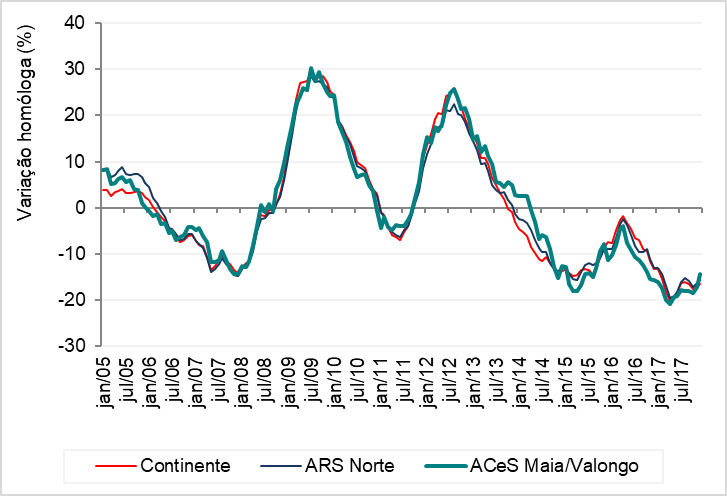 Variação homóloga (%)
40
30
20
10
0
-10
-20
-30
jan/05
jul/05
jan/06
jul/06
jan/07
jul/07
jan/08
jul/08
jan/09
jul/09
jan/10
jul/10
jan/11
jul/11
jan/12
jul/12
jan/13
jul/13
jan/14
jul/14
jan/15
jul/15
jan/16
jul/16
jan/17
jul/17
Continente ARS Norte ACeS Maia/Valongo